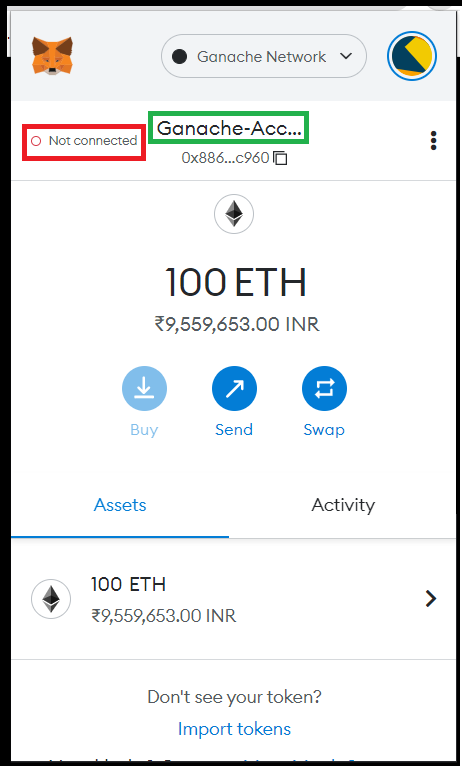 Ganache Network
Ganache-Acc...
Not connected
0x886...c960
100 ETH
₹9,559,653.00 INR
Buy
Send
Swap
Assets
Activity
100 ETH
₹9,559,653.00 INR
Don't see your token?
Import tokens